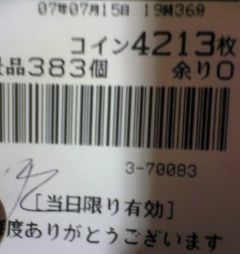 07年07月15日 19時36分
コイン4213枚
景品383個 余り0
3-70083
[当日限り有効]
毎度ありがとうございます